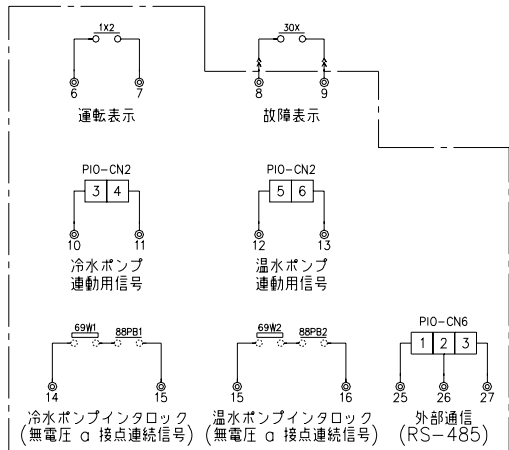 1X2
30X
6
7
8
9
運転表示
故障表示
PIO-CN2
PIO-CN2
3 4
5 6
10
11
12
13
冷水ポンプ
連動用信号
温水ポンプ
連動用信号
69W1
88PB1
69W2
88PB2
PIO-CN6
1 2 3
14
15
15
16
25
26
27
冷水ポンプインタロック
(無電圧 a 接点連続信号)
温水ポンプインタロック
(無電圧 a 接点連続信号)
外部通信
(RS-485)